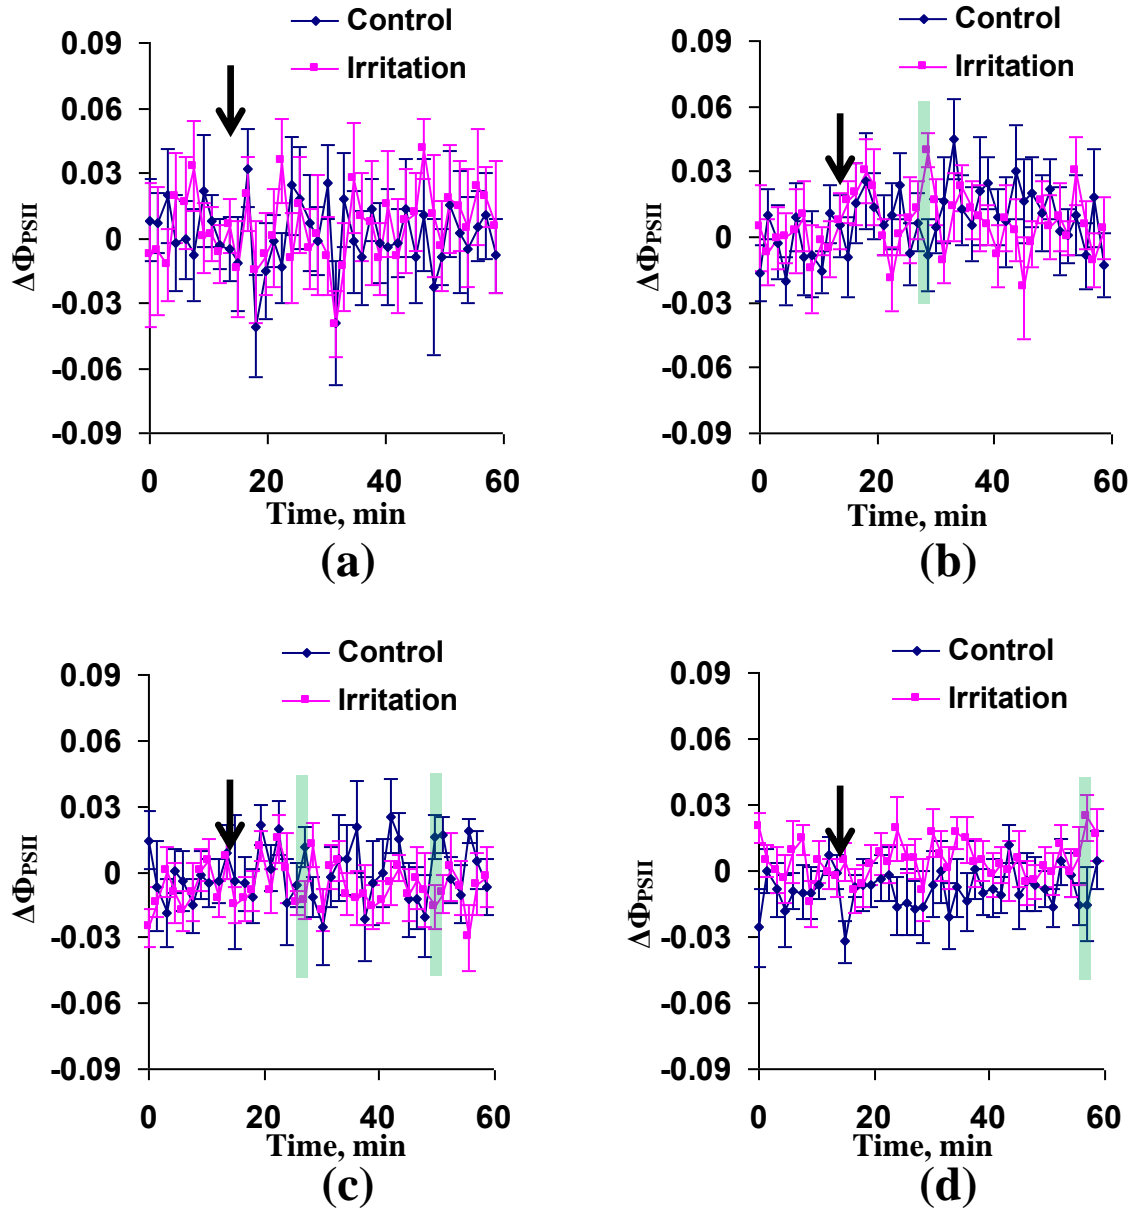 Control
Irritation
0.09
0.06
0.03
0
-0.03
-0.06
-0.09
ΔΦPSII
0 20 40 60
Time, min
(a)
Control
Irritation
0.09
0.06
0.03
0
-0.03
-0.06
-0.09
ΔΦPSII
0 20 40 60
Time, min
(b)
Control
Irritation
0.09
0.06
0.03
0
-0.03
-0.06
-0.09
ΔΦPSII
0 20 40 60
Time, min
(c)
Control
Irritation
0.09
0.06
0.03
0
-0.03
-0.06
-0.09
ΔΦPSII
0 20 40 60
Time, min
(d)